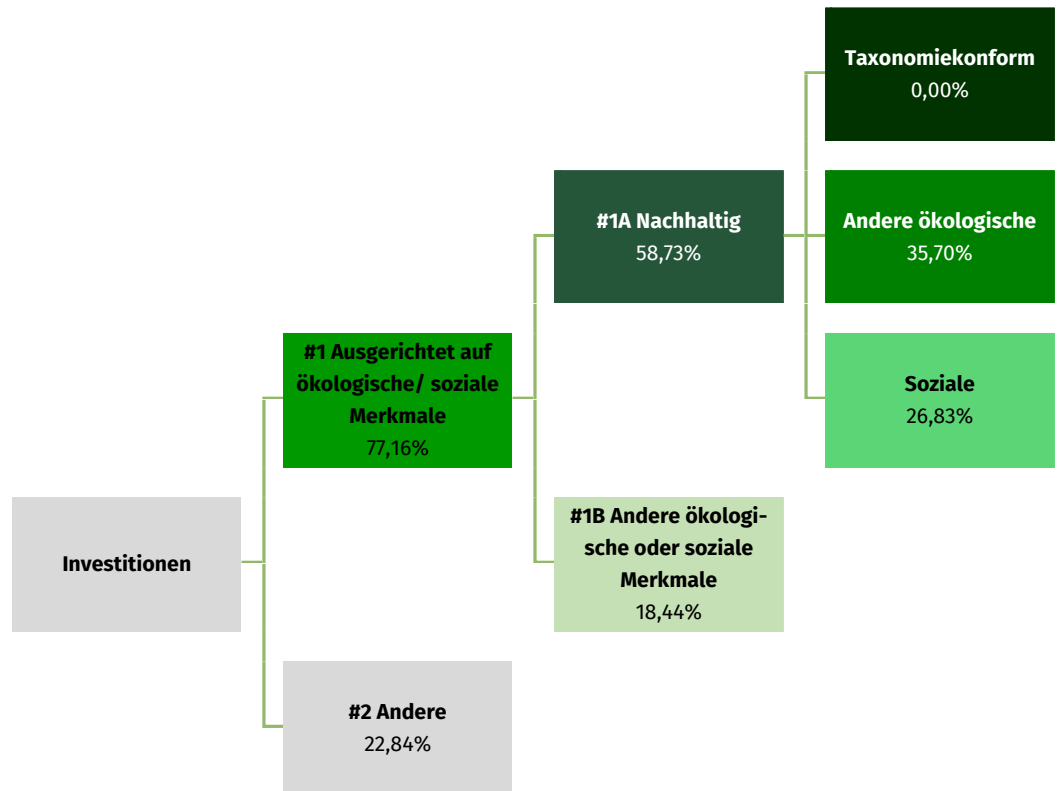 Taxonomiekonform
0,00%
#1A Nachhaltig
58,73%
Andere ökologische
35,70%
#1 Ausgerichtet auf
ökologische/ soziale
Merkmale
77,16%
Soziale
26,83%
Investitionen
#1B Andere ökologi-
sche oder soziale
Merkmale
18,44%
#2 Andere
22,84%